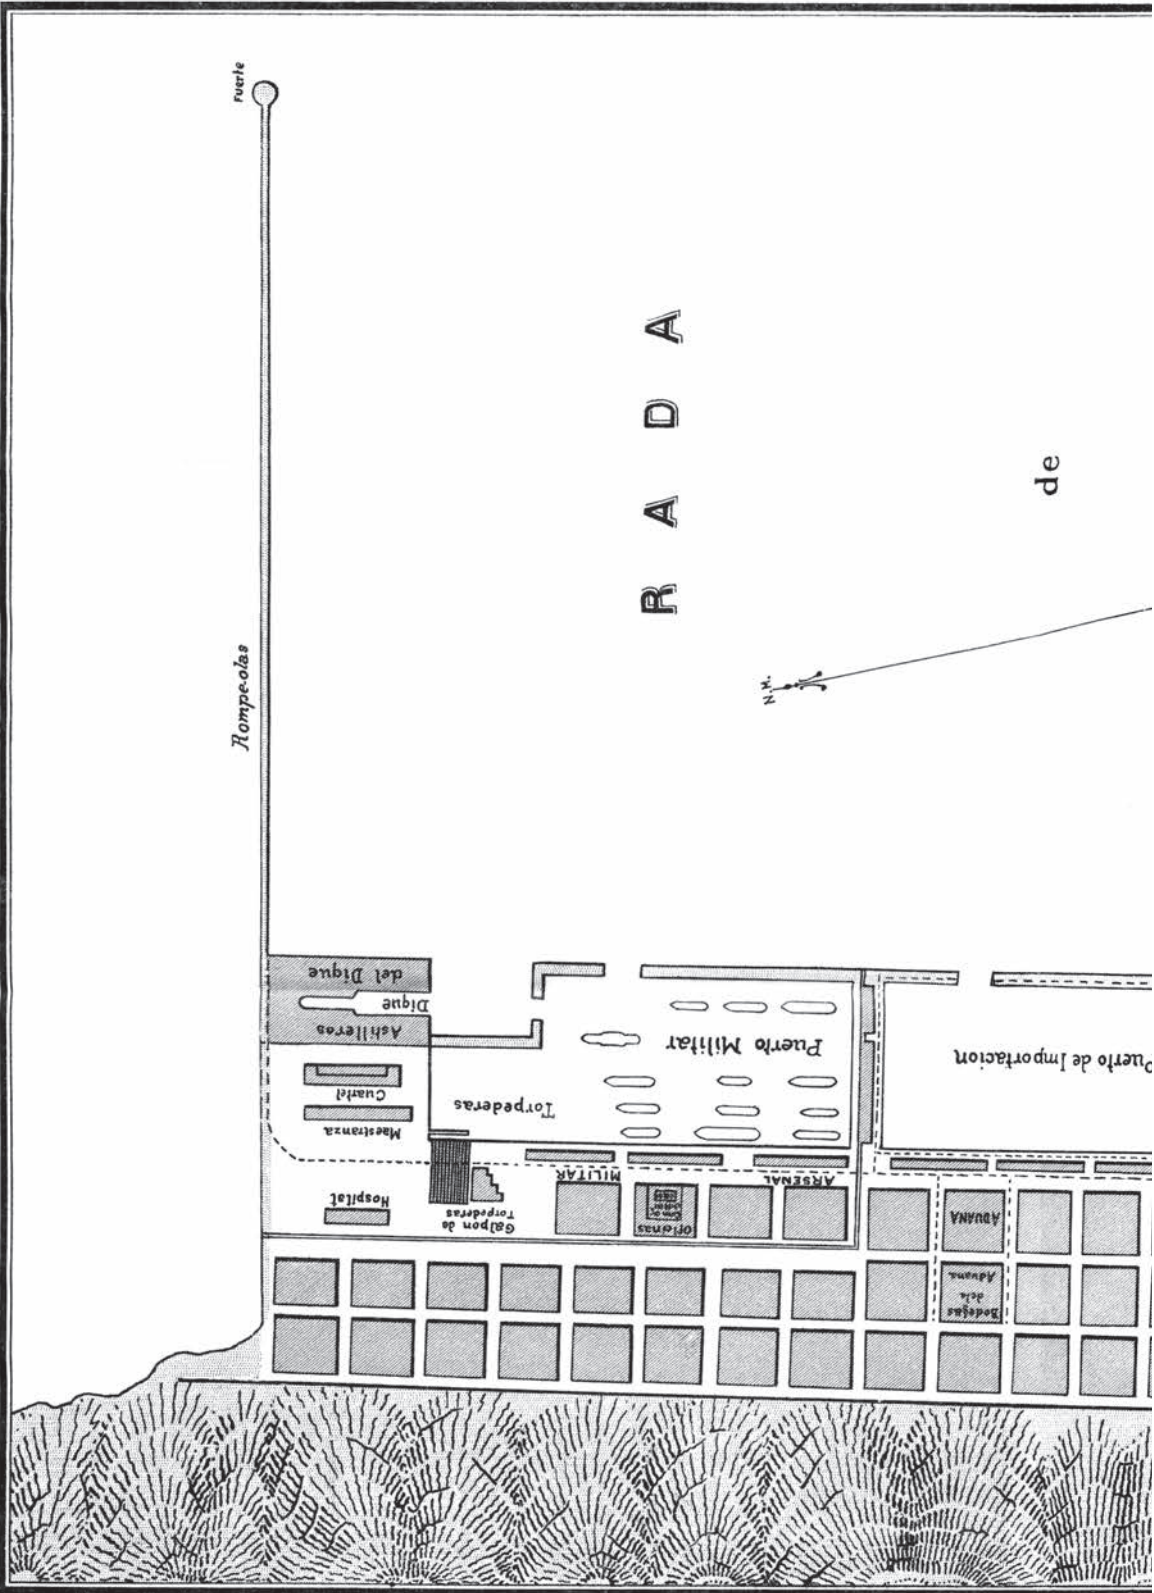 Fuerte
Rompe-olas
RADA
de
N.M.
Astilleros
del Dique
Dique
Cuartel
Maestranza
Hospital
Galpon de
Torpederas
Torpederas
Puerto Militar
ARSENAL
MILITAR
Oficinas
Puerto de Importacion
ADUANA
Bodegas
de la
Aduana